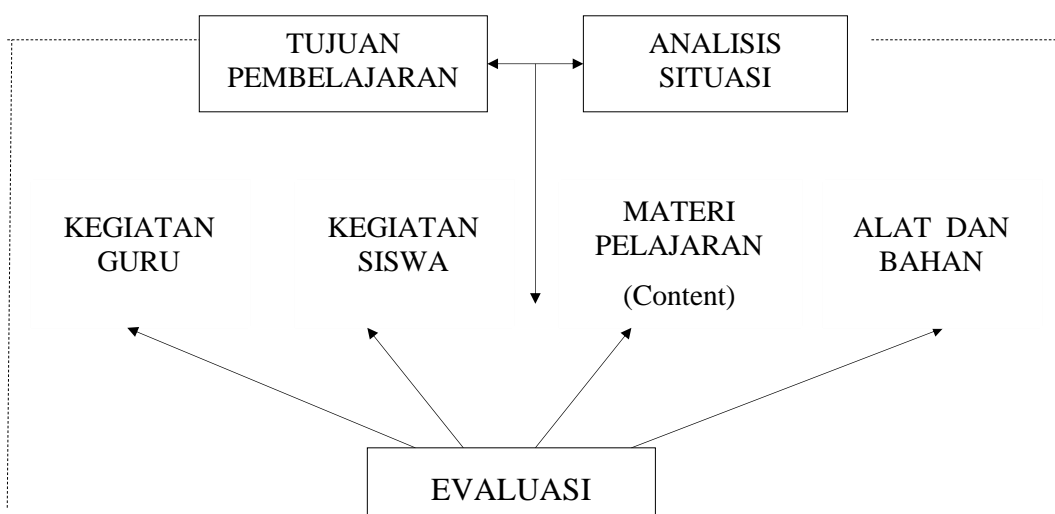 TUJUAN
PEMBELAJARAN
ANALISIS
SITUASI
KEGIATAN
GURU
KEGIATAN
SISWA
MATERI
PELAJARAN
(Content)
ALAT DAN
BAHAN
EVALUASI